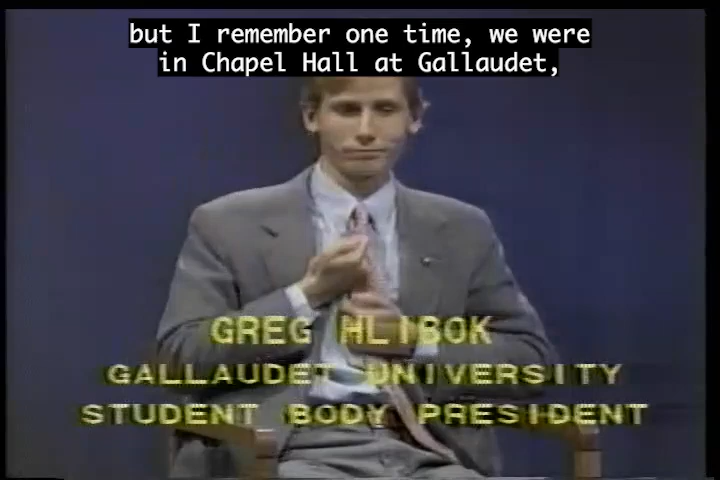 but I remember one time, we were
in Chapel Hall at Gallaudet,
GREG HLIBOK
GALLAUDET UNIVERSITY
STUDENT BODY PRESIDENT